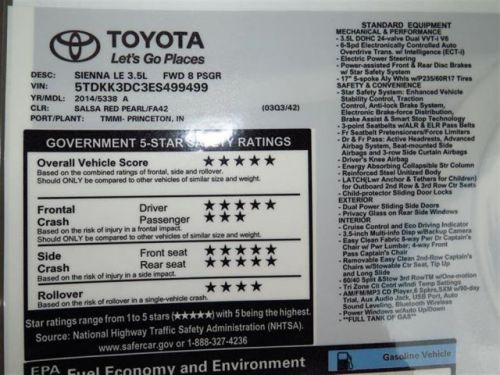 TOYOTA
Let's Go Places
DESC: SIENNA LE 3.5L FWD 8 PSGR
VIN: 5TDKK3DC3ES499499
YR/MDL: 2014/5338 A
CLR: SALSA RED PEARL/FA42 (03Q3/42)
PORT/PLANT: TMMI- PRINCETON, IN
GOVERNMENT 5-STAR SAFETY RATINGS
Overall Vehicle Score ★★★★★
Based on the combined ratings of frontal, side and rollover.
Should ONLY be compared to other vehicles of similar size and weight.
Frontal Driver ★★★★
Crash Passenger ★★★
Based on the risk of injury in a frontal impact.
Should ONLY be compared to other vehicles of similar size and weight.
Side Front seat ★★★★★
Crash Rear seat ★★★★★
Based on the risk of injury in a side impact.
Rollover ★★★★
Based on the risk of rollover in a single-vehicle crash.
Star ratings range from 1 to 5 stars (★★★★★) with 5 being the highest.
Source: National Highway Traffic Safety Administration (NHTSA).
www.safercar.gov or 1-888-327-4236
EPA Fuel Economy and Environment
Gasoline Vehicle
STANDARD EQUIPMENT
MECHANICAL & PERFORMANCE
- 3.5L DOHC 24-valve Dual VVT-i V6
- 6-Spd Electronically Controlled Auto
Overdrive Trans. w/ Intelligence (ECT-i)
- Electric Power Steering
- Power-assisted Front & Rear Disc Brakes
w/ Star Safety System
- 17" 5-spoke Aly Whls w/P235/60R17 Tires
SAFETY
- Star Safety System: Enhanced Vehicle
Stability Control, Traction
Control, Anti-lock Brake System,
Electronic Brake-force Distribution,
Brake Assist & Smart Stop Technology
- 3-point Seatbelts w/ALR & ELR Pass Belts
- Fr Seatbelt Pretensioners/Force Limiters
- Dr & Fr Pass: Active Headrests, Advanced
Airbag System, Seat-mounted Side
Airbags and 3-row Side Curtain Airbags
- Driver's Knee Airbag
- Energy Absorbing Collapsible Str Column
- Reinforced Steel Unitized Body
- LATCH(Lwr Anchor & Tethers for Children)
for Outboard 2nd Row & 3rd Row Ctr Seats
- Child-protector Sliding Door Locks
EXTERIOR
- Dual Power Sliding Side Doors
- Privacy Glass on Rear Side Windows
INTERIOR
- Cruise Control and Eco Driving Indicator
- 3.5-inch Multi-info Disp w/Backup Camera
- Easy Clean Fabric 8-way Pwr Dr Captain's
Chair w/ Pwr Lumbar; 4-way Front
Pass Captain's Chair
- Removable Easy Clean 2nd-Row Captain's
Chairs w/Stowable Ctr Seat, Tip Up
and Long Slide
- 60/40 Split &Stow 3rd RowTM w/One-motion
- Tri Zone Cli Cntrl w/Indi Temp Controls
- AM/FM/MP3 CD Player,6 Spkrs,SXM w/90-day
Trial, Aux Audio Jack, USB Port, Auto
Sound Leveling, Bluetooth Wireless
- Power Windows w/Auto Up/Down
**FULL TANK OF GAS**